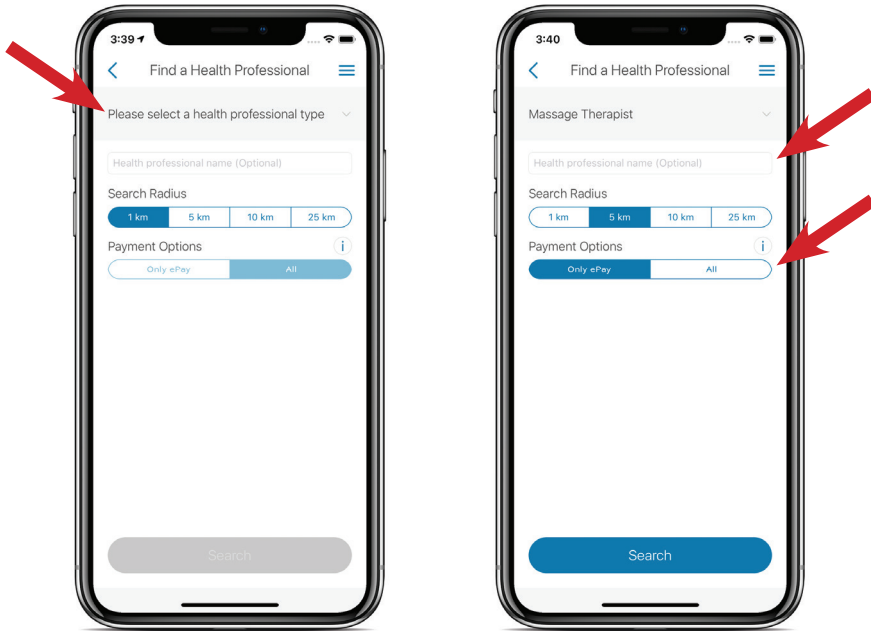 3:39
Find a Health Professional
Please select a health professional type
Health professional name (Optional)
Search Radius
1 km 5 km 10 km 25 km
Payment Options i
Only ePay All
Search
3:40
Find a Health Professional
Massage Therapist
Health professional name (Optional)
Search Radius
1 km 5 km 10 km 25 km
Payment Options i
Only ePay All
Search